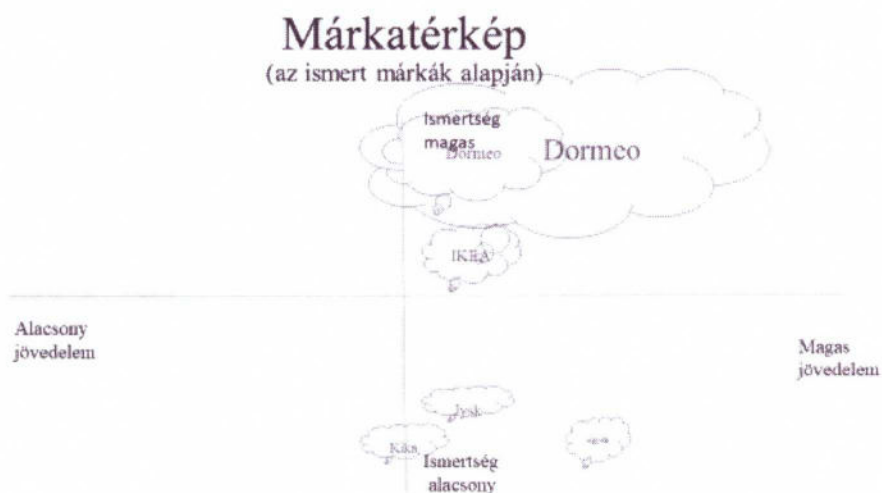 Márkatérkép
(az ismert márkák alapján)
Ismertség
magas
Dormeo
Dormeo
IKEA
Alacsony
jövedelem
Magas
jövedelem
Jysk
Kika
Ismertség
alacsony